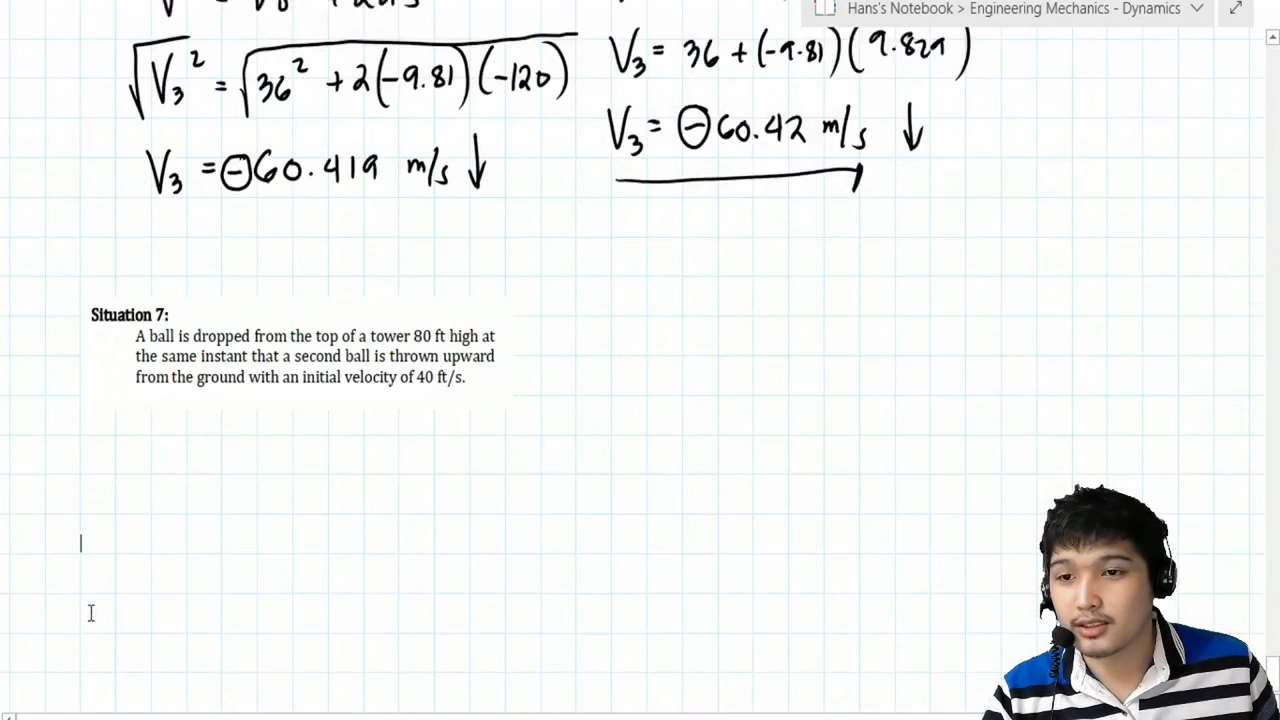 Hans's Notebook > Engineering Mechanics - Dynamics
√V₃² = √36² + 2(-9.81)(-120)
V₃ = ⊖60.419 m/s ↓
V₃ = 36 + (-9.81)(9.829)
V₃ = ⊖60.42 m/s ↓
Situation 7:
A ball is dropped from the top of a tower 80 ft high at
the same instant that a second ball is thrown upward
from the ground with an initial velocity of 40 ft/s.